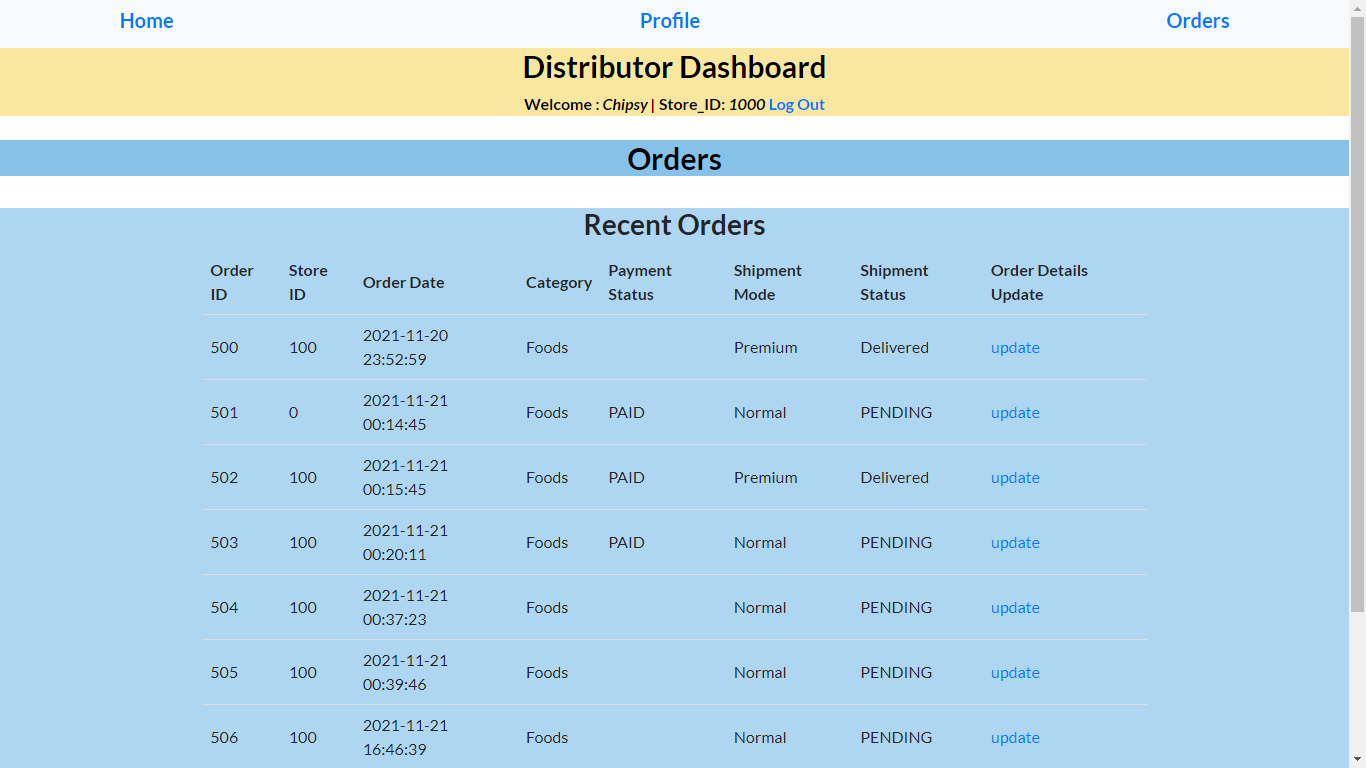 Home Profile Orders
Distributor Dashboard
Welcome : Chipsy | Store_ID: 1000 Log Out
Orders
Recent Orders
Order ID Store ID Order Date Category Payment Status Shipment Mode Shipment Status Order Details Update
500 100 2021-11-20 23:52:59 Foods Premium Delivered update
501 0 2021-11-21 00:14:45 Foods PAID Normal PENDING update
502 100 2021-11-21 00:15:45 Foods PAID Premium Delivered update
503 100 2021-11-21 00:20:11 Foods PAID Normal PENDING update
504 100 2021-11-21 00:37:23 Foods Normal PENDING update
505 100 2021-11-21 00:39:46 Foods Normal PENDING update
506 100 2021-11-21 16:46:39 Foods Normal PENDING update